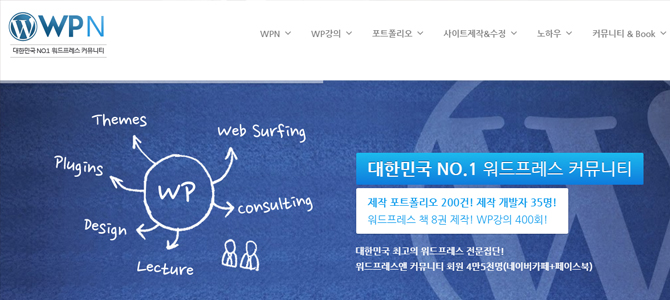 WPN
대한민국 NO.1 워드프레스 커뮤니티
WPN WP강의 포트폴리오 사이트제작&수정 노하우 커뮤니티 & Book
Themes
Web Surfing
Plugins
WP
consulting
Design
Lecture
대한민국 NO.1 워드프레스 커뮤니티
제작 포트폴리오 200건! 제작 개발자 35명!
워드프레스 책 8권 제작! WP강의 400회!
대한민국 최고의 워드프레스 전문집단!
워드프레스엔 커뮤니티 회원 4만5천명(네이버카페+페이스북)